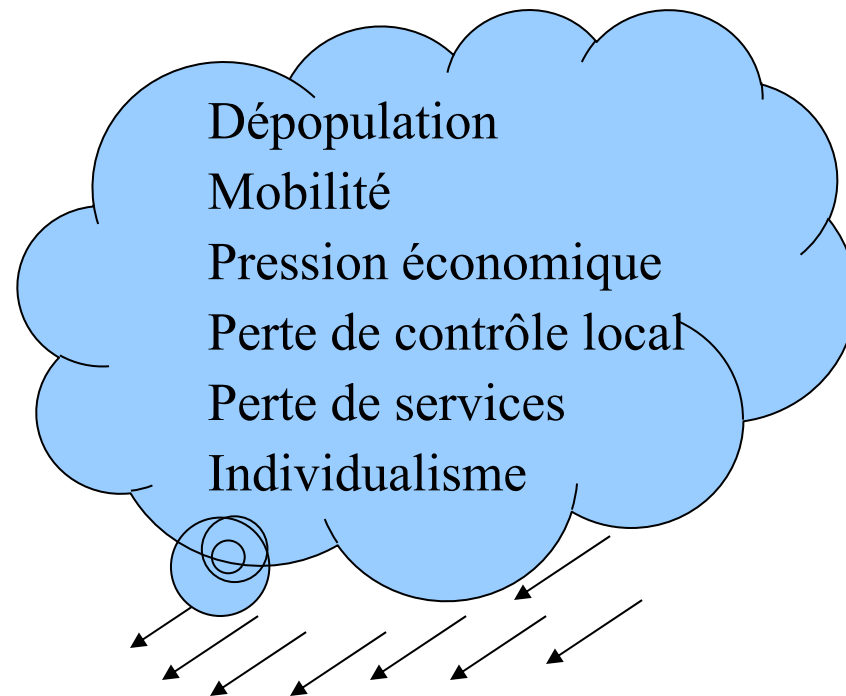 Dépopulation
Mobilité
Pression économique
Perte de contrôle local
Perte de services
Individualisme